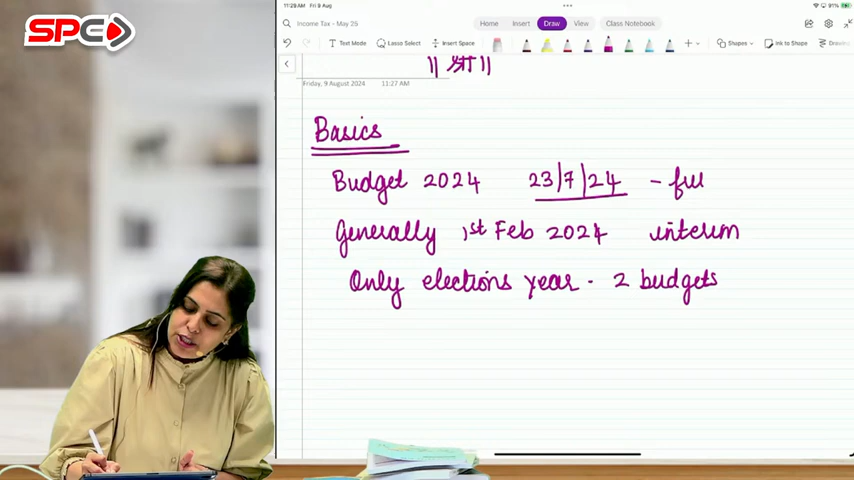 11:29 AM Fri 9 Aug
91%
SPC
Income Tax - May 25
Home Insert Draw View Class Notebook
Text Mode Lasso Select Insert Space Shapes Ink to Shape Drawing
|| श्री ||
Friday, 9 August 2024 11:27 AM
Basics
Budget 2024 23/7/24 - full
Generally 1st Feb 2024 interim
Only elections year - 2 budgets